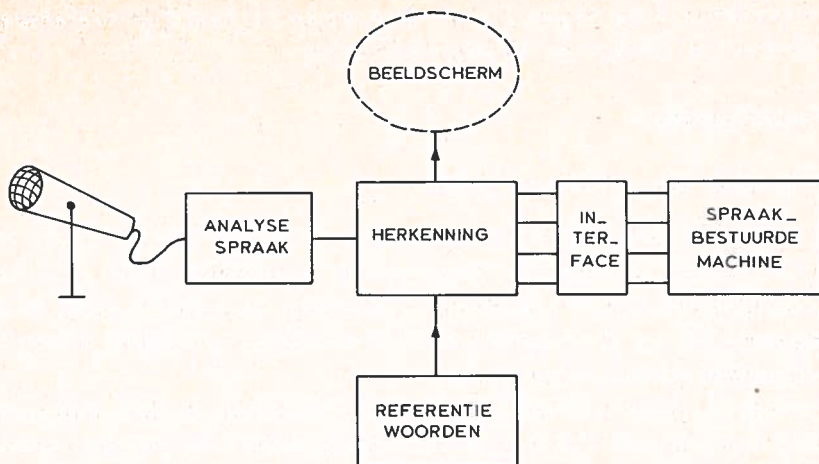 BEELDSCHERM
ANALYSE
SPRAAK
HERKENNING
IN_
TER_
FACE
SPRAAK_
BESTUURDE
MACHINE
REFERENTIE
WOORDEN